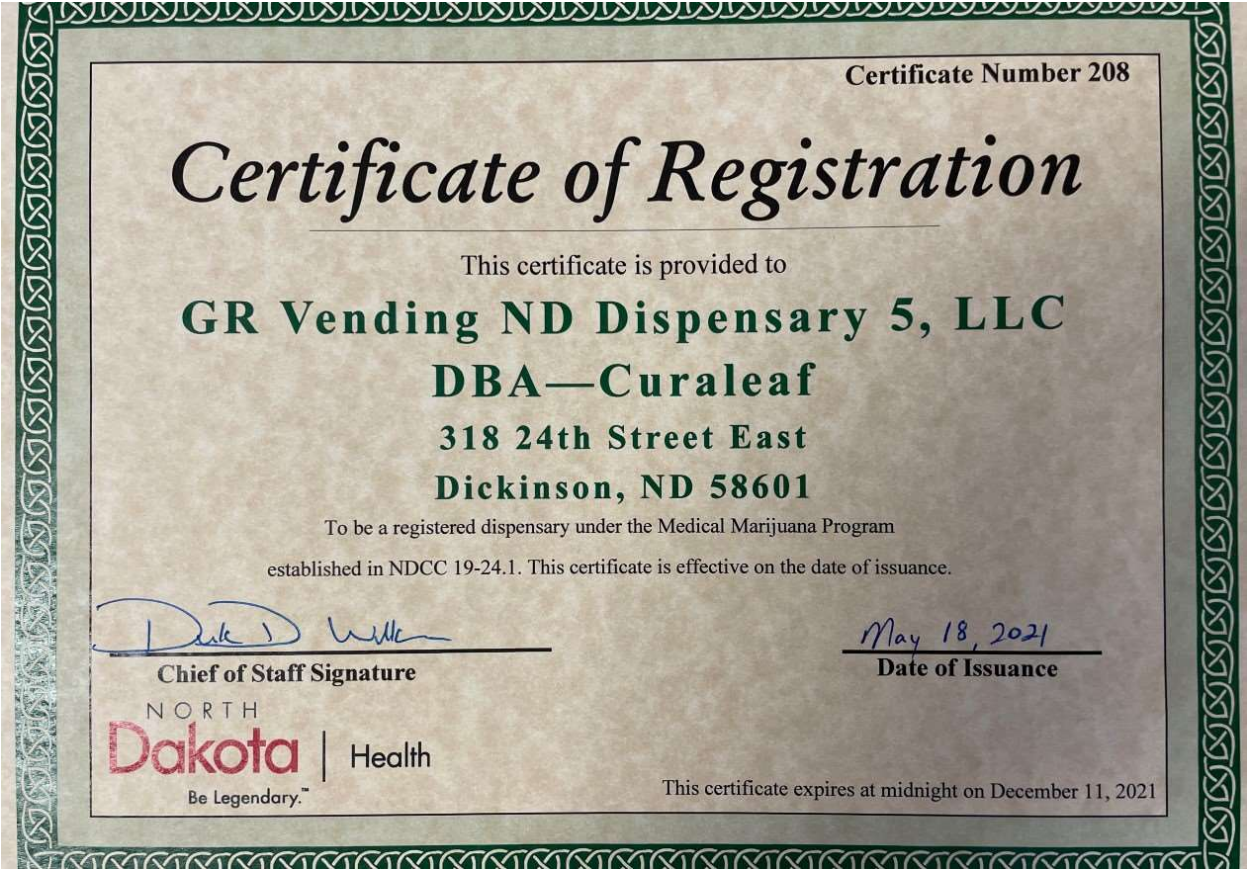 Certificate Number 208
Certificate of Registration
This certificate is provided to
GR Vending ND Dispensary 5, LLC
DBA—Curaleaf
318 24th Street East
Dickinson, ND 58601
To be a registered dispensary under the Medical Marijuana Program
established in NDCC 19-24.1. This certificate is effective on the date of issuance.
May 18, 2021
Chief of Staff Signature
Date of Issuance
NORTH
Dakota | Health
Be Legendary.™
This certificate expires at midnight on December 11, 2021